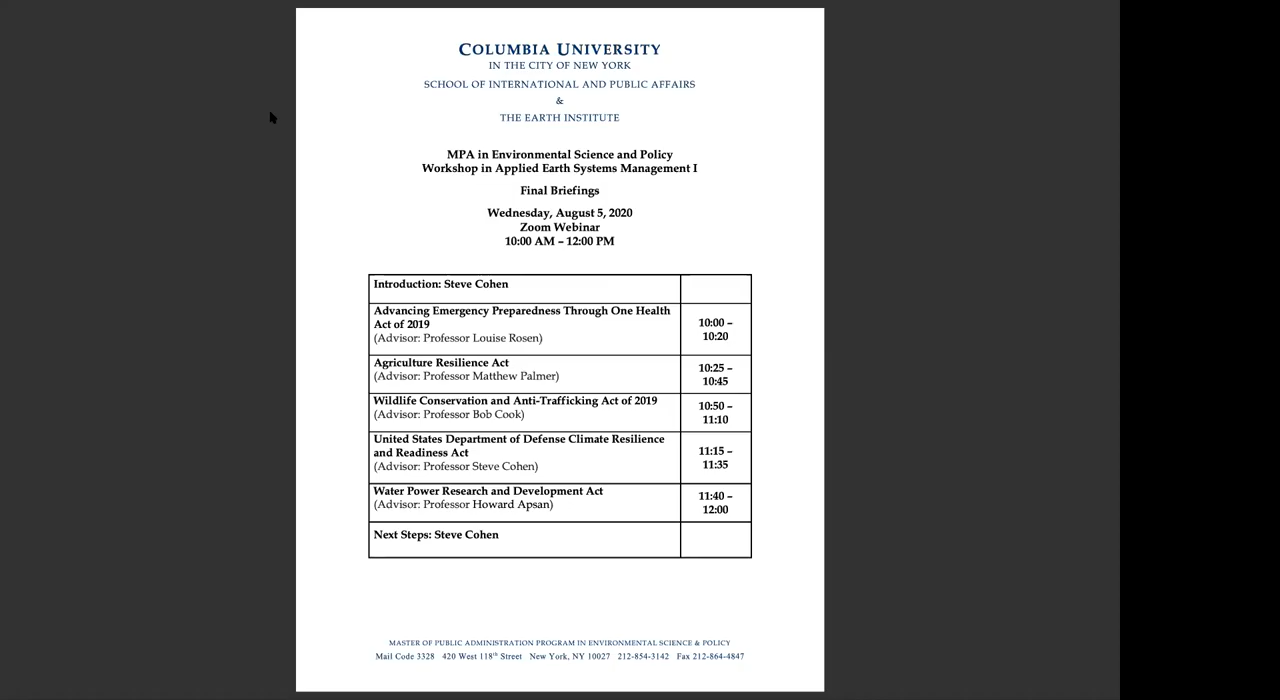 COLUMBIA UNIVERSITY
IN THE CITY OF NEW YORK
SCHOOL OF INTERNATIONAL AND PUBLIC AFFAIRS
&
THE EARTH INSTITUTE
MPA in Environmental Science and Policy
Workshop in Applied Earth Systems Management I
Final Briefings
Wednesday, August 5, 2020
Zoom Webinar
10:00 AM – 12:00 PM
Introduction: Steve Cohen
Advancing Emergency Preparedness Through One Health
Act of 2019
(Advisor: Professor Louise Rosen)
10:00 –
10:20
Agriculture Resilience Act
(Advisor: Professor Matthew Palmer)
10:25 –
10:45
Wildlife Conservation and Anti-Trafficking Act of 2019
(Advisor: Professor Bob Cook)
10:50 –
11:10
United States Department of Defense Climate Resilience
and Readiness Act
(Advisor: Professor Steve Cohen)
11:15 –
11:35
Water Power Research and Development Act
(Advisor: Professor Howard Apsan)
11:40 –
12:00
Next Steps: Steve Cohen
MASTER OF PUBLIC ADMINISTRATION PROGRAM IN ENVIRONMENTAL SCIENCE & POLICY
Mail Code 3328 420 West 118th Street New York, NY 10027 212-854-3142 Fax 212-864-4847